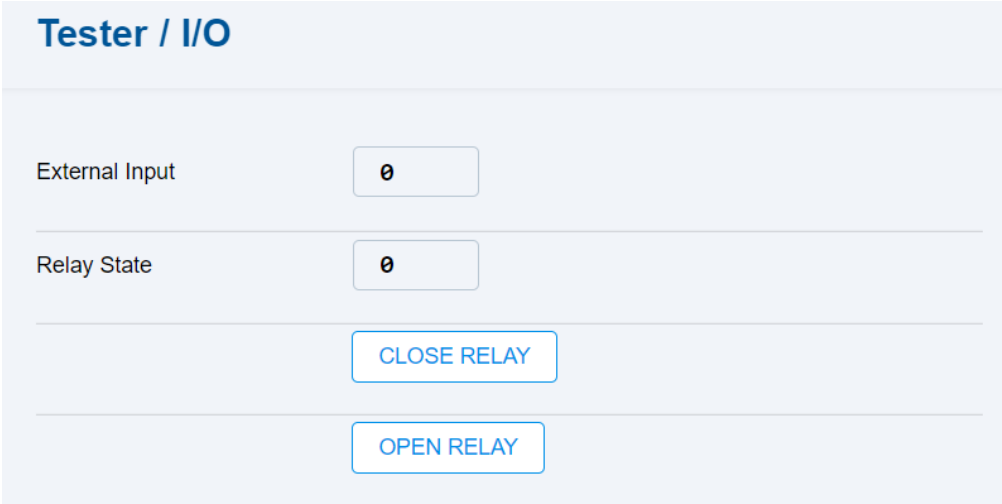 Tester / I/O
External Input 0
Relay State 0
CLOSE RELAY
OPEN RELAY